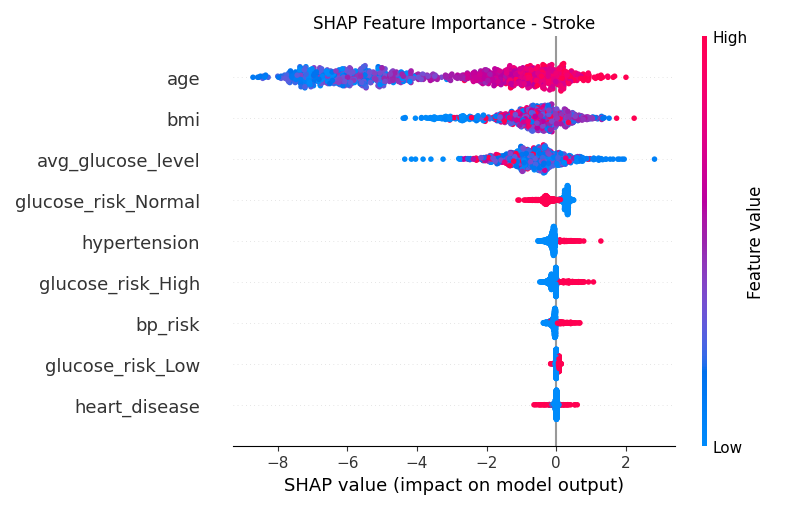 SHAP Feature Importance - Stroke
High
age
bmi
avg_glucose_level
glucose_risk_Normal
hypertension
glucose_risk_High
bp_risk
glucose_risk_Low
heart_disease
Feature value
Low
−8 −6 −4 −2 0 2
SHAP value (impact on model output)